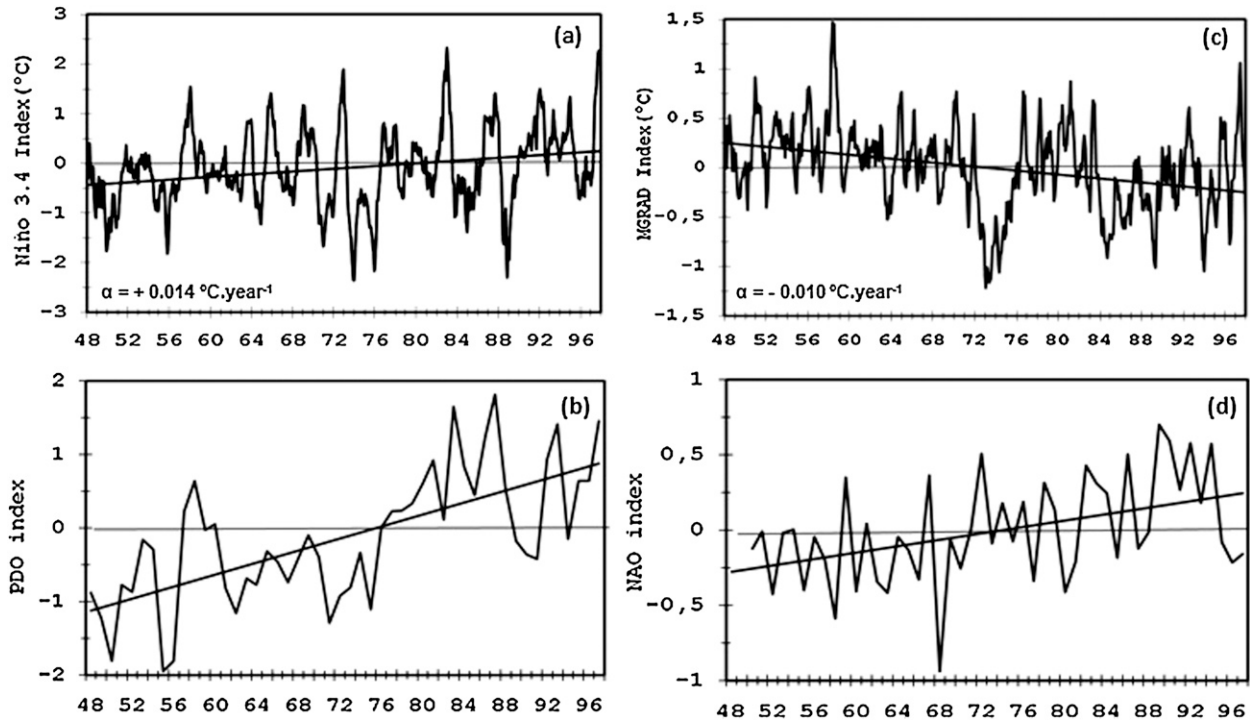 (a)
Niño 3.4 Index(°C)
3
2
1
0
-1
-2
-3
α = + 0.014 ºC.year⁻¹
48 52 56 60 64 68 72 76 80 84 88 92 96
(c)
MGRAD Index(°C)
1,5
1
0,5
0
-0,5
-1
-1,5
α = - 0.010 ºC.year⁻¹
48 52 56 60 64 68 72 76 80 84 88 92 96
(b)
PDO index
2
1
0
-1
-2
48 52 56 60 64 68 72 76 80 84 88 92 96
(d)
NAO index
1
0,5
0
-0,5
-1
48 52 56 60 64 68 72 76 80 84 88 92 96